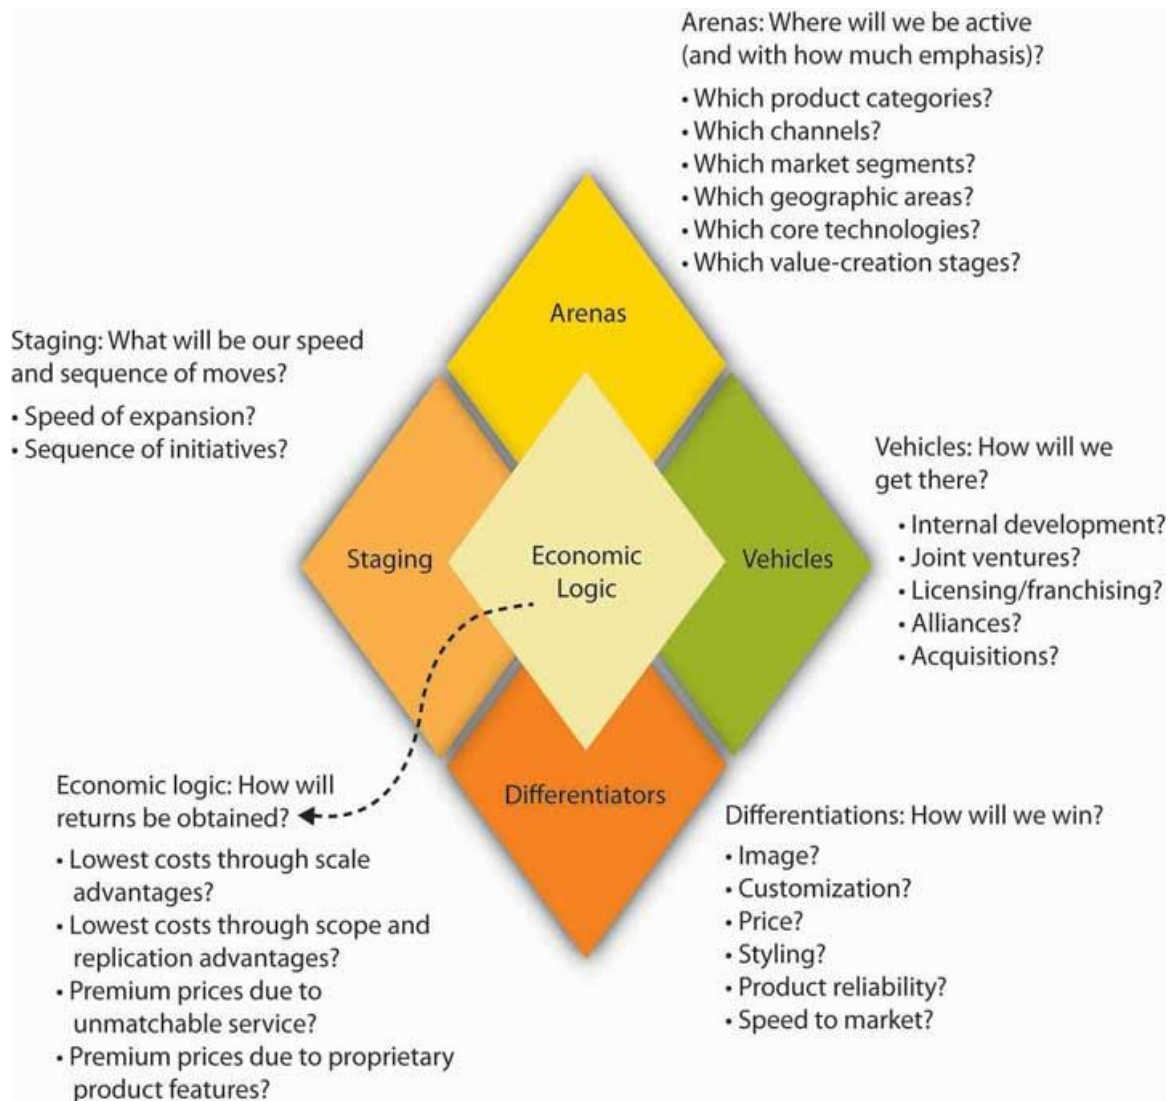 Arenas: Where will we be active
(and with how much emphasis)?
• Which product categories?
• Which channels?
• Which market segments?
• Which geographic areas?
• Which core technologies?
• Which value-creation stages?
Arenas
Staging: What will be our speed
and sequence of moves?
• Speed of expansion?
• Sequence of initiatives?
Vehicles: How will we
get there?
• Internal development?
• Joint ventures?
• Licensing/franchising?
• Alliances?
• Acquisitions?
Staging
Economic
Logic
Vehicles
Economic logic: How will
returns be obtained?
• Lowest costs through scale
advantages?
• Lowest costs through scope and
replication advantages?
• Premium prices due to
unmatchable service?
• Premium prices due to proprietary
product features?
Differentiators
Differentiations: How will we win?
• Image?
• Customization?
• Price?
• Styling?
• Product reliability?
• Speed to market?